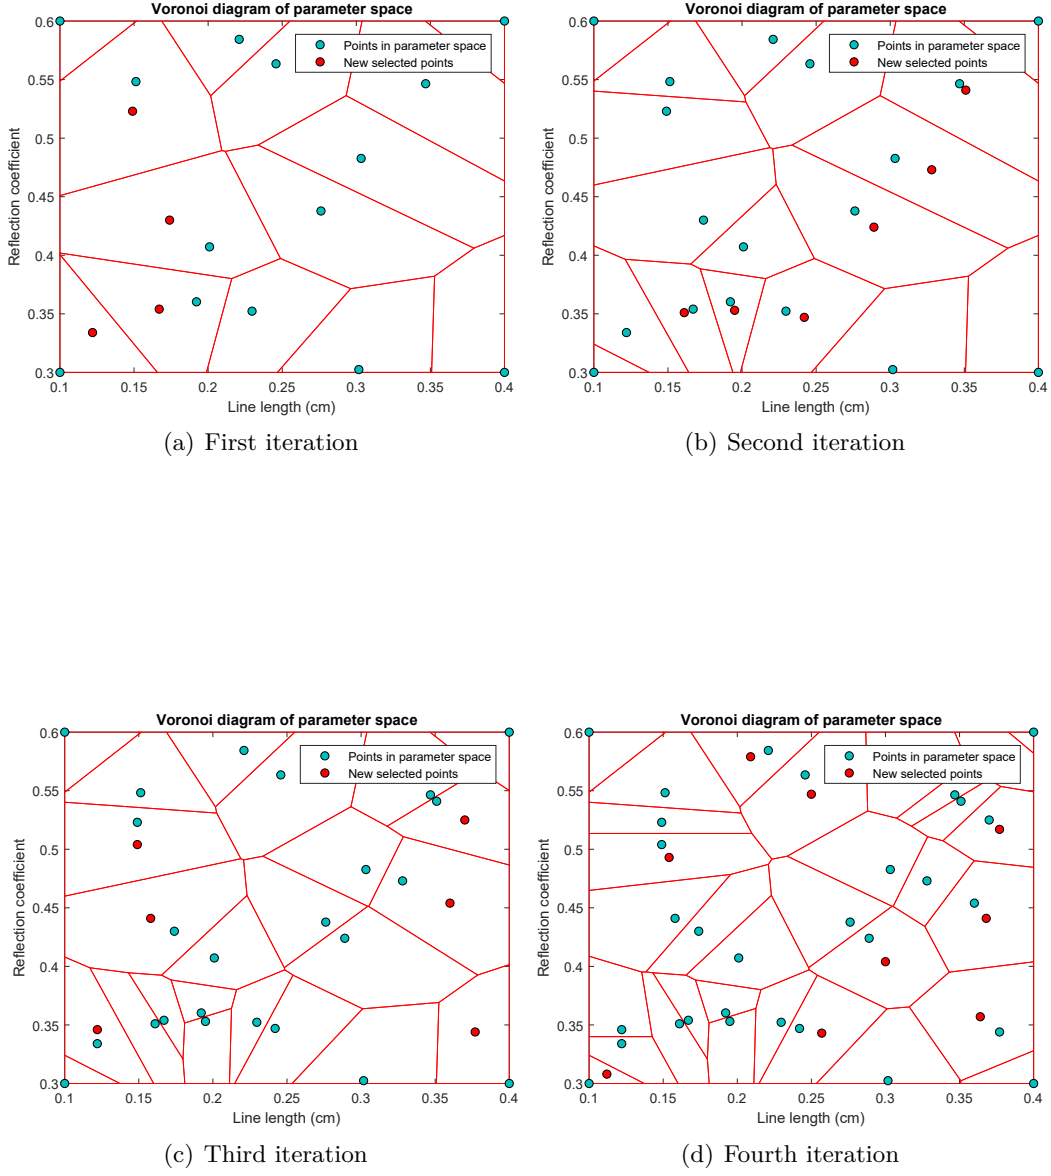 Voronoi diagram of parameter space
0.6
0.55
0.5
0.45
0.4
0.35
0.3
Reflection coefficient
Points in parameter space
New selected points
0.1 0.15 0.2 0.25 0.3 0.35 0.4
Line length (cm)
(a) First iteration
Voronoi diagram of parameter space
0.6
0.55
0.5
0.45
0.4
0.35
0.3
Reflection coefficient
Points in parameter space
New selected points
0.1 0.15 0.2 0.25 0.3 0.35 0.4
Line length (cm)
(b) Second iteration
Voronoi diagram of parameter space
0.6
0.55
0.5
0.45
0.4
0.35
0.3
Reflection coefficient
Points in parameter space
New selected points
0.1 0.15 0.2 0.25 0.3 0.35 0.4
Line length (cm)
(c) Third iteration
Voronoi diagram of parameter space
0.6
0.55
0.5
0.45
0.4
0.35
0.3
Reflection coefficient
Points in parameter space
New selected points
0.1 0.15 0.2 0.25 0.3 0.35 0.4
Line length (cm)
(d) Fourth iteration